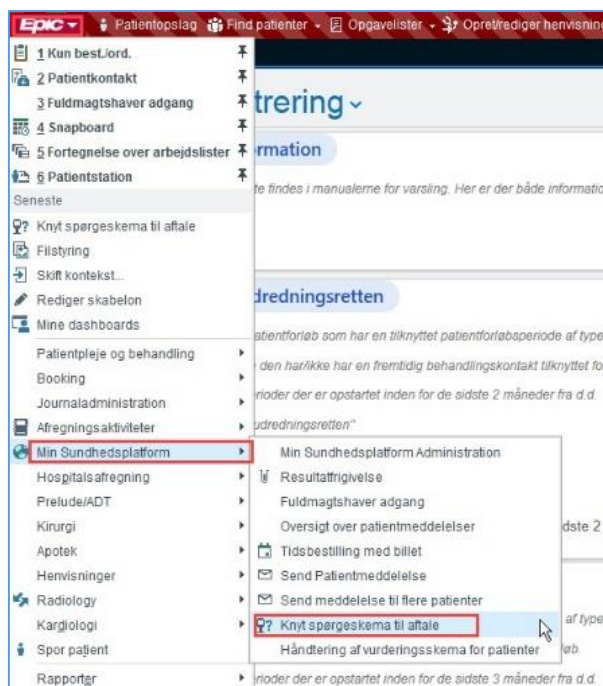 Epic Patientopslag Find patienter Opgavelister Opret/rediger henvisning
1 Kun best./ord.
2 Patientkontakt
3 Fuldmagtshaver adgang
4 Snapboard
5 Fortegnelse over arbejdslister
6 Patientstation
Seneste
Knyt spørgeskema til aftale
Filstyring
Skift kontekst...
Rediger skabelon
Mine dashboards
Patientpleje og behandling
Booking
Journaladministration
Afregningsaktiviteter
Min Sundhedsplatform
Hospitalsafregning
Prelude/ADT
Kirurgi
Apotek
Henvisninger
Radiology
Kardiologi
Spor patient
Rapporter
trering
rmation
te findes i manualerne for varsling. Her er der både informatio
dredningsretten
atientforløb som har en tilknyttet patientforløbsperiode af type
den har/ikke har en fremtidig behandlingskontakt tilknyttet fo
rioder der er opstartet inden for de sidste 2 måneder fra d.d.
udredningsretten"
Min Sundhedsplatform Administration
Resultatfrigivelse
Fuldmagtshaver adgang
Oversigt over patientmeddelelser
dste 2
Tidsbestilling med billet
Send Patientmeddelelse
Send meddelelse til flere patienter
Knyt spørgeskema til aftale
af type
Håndtering af vurderingsskema for patienter
øb.
rioder der er opstartet inden for de sidste 3 måneder fra d.d.